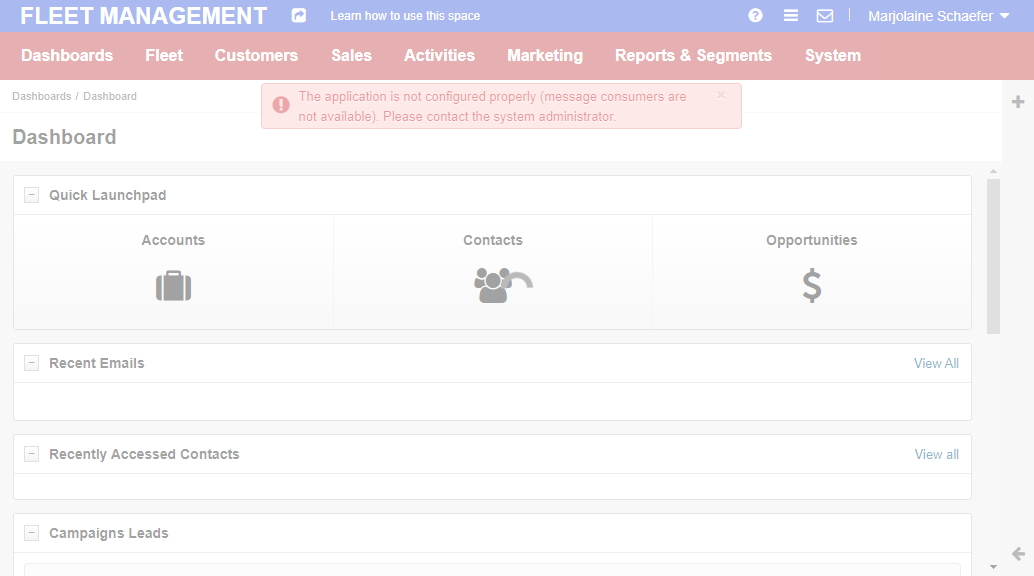 FLEET MANAGEMENT
Learn how to use this space
Marjolaine Schaefer
Dashboards
Fleet
Customers
Sales
Activities
Marketing
Reports & Segments
System
Dashboards / Dashboard
The application is not configured properly (message consumers are
not available). Please contact the system administrator.
×
Dashboard
Quick Launchpad
Accounts
Contacts
Opportunities
Recent Emails
View All
Recently Accessed Contacts
View all
Campaigns Leads